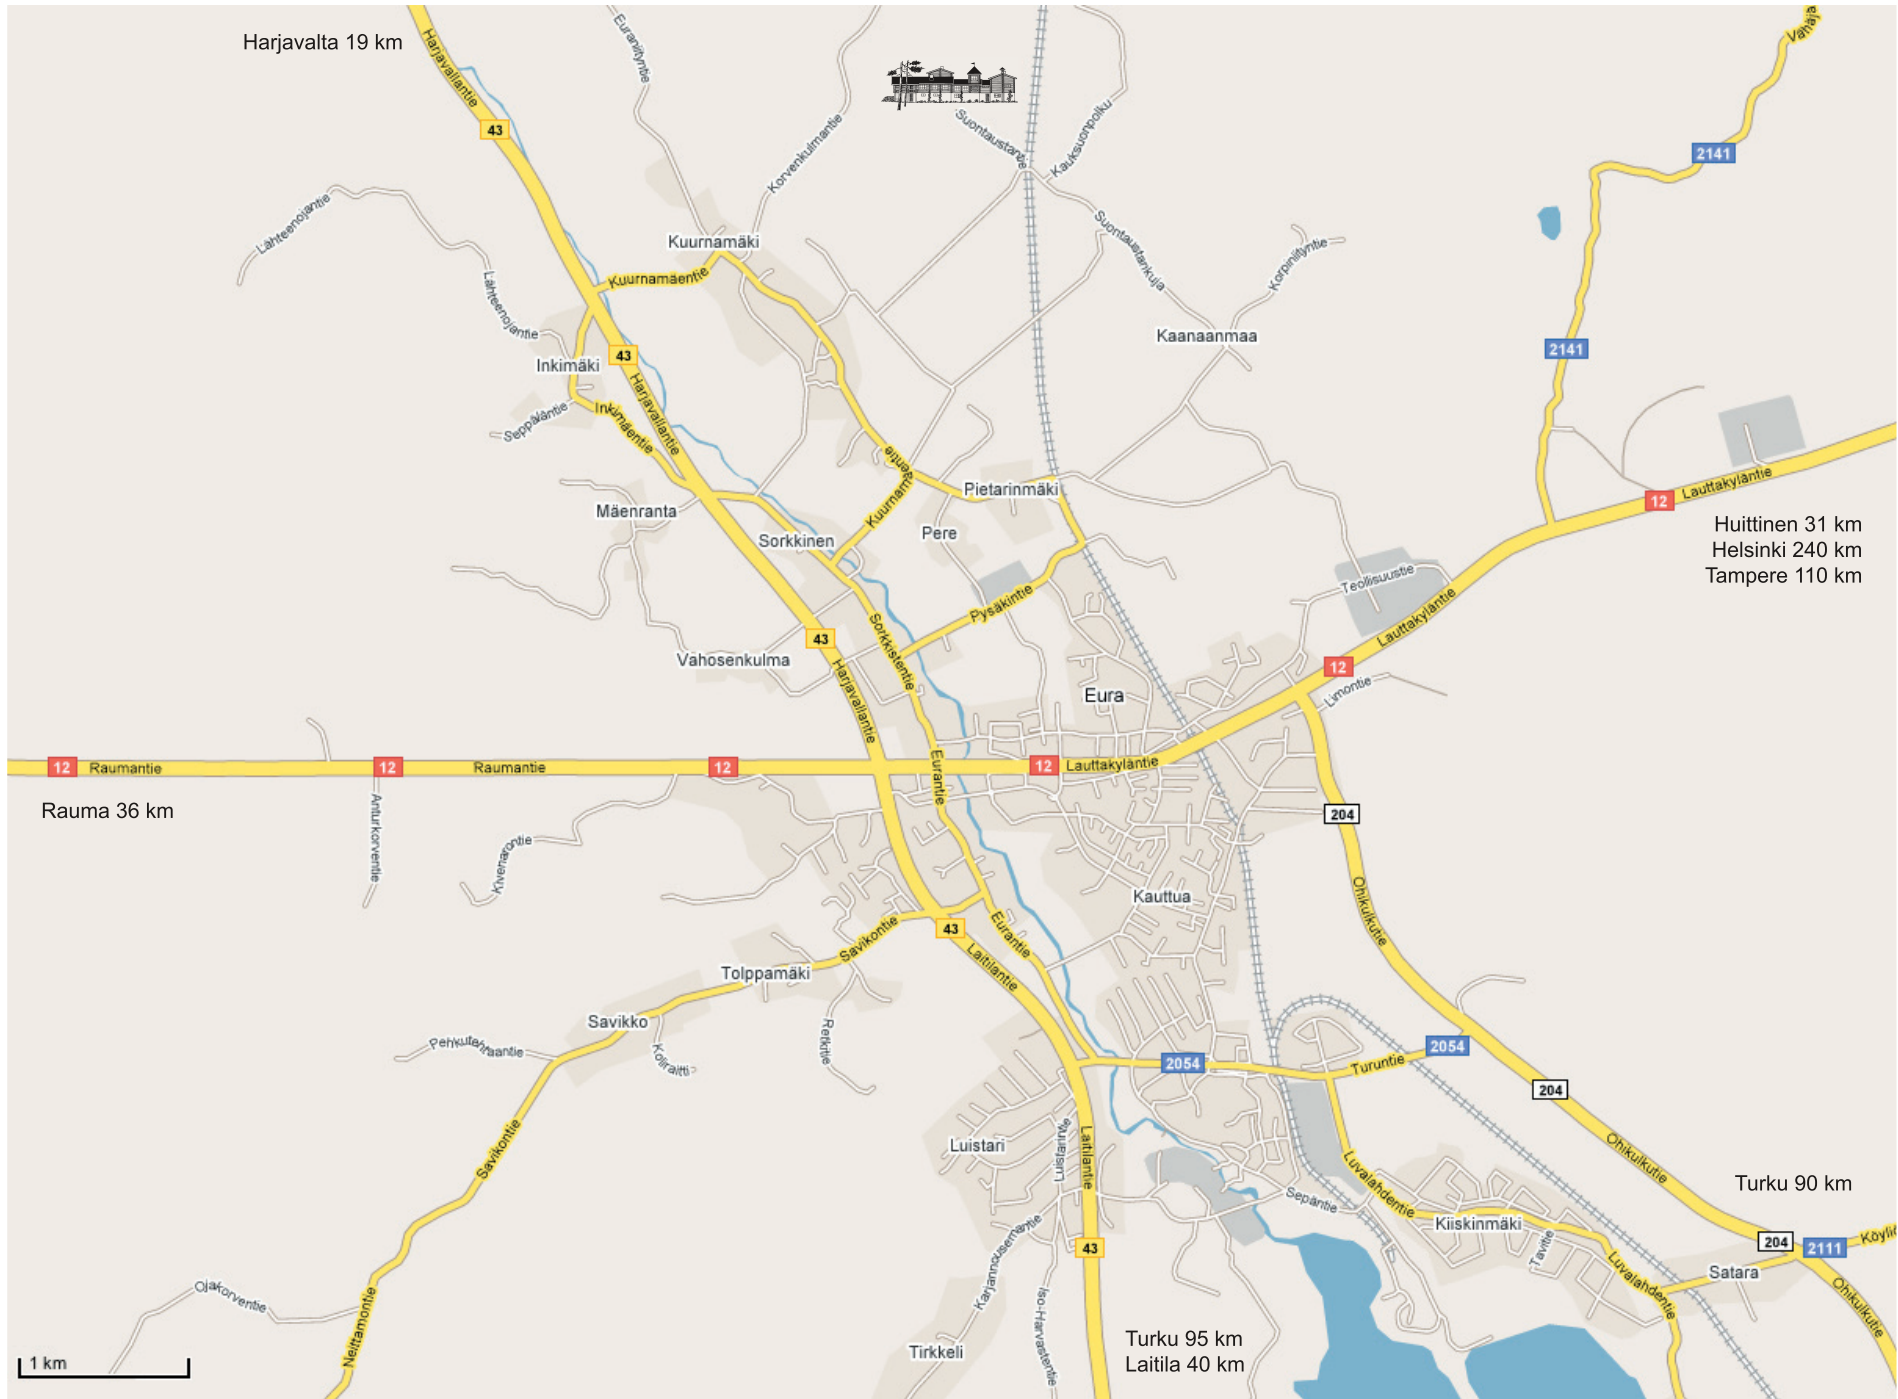 Harjavalta 19 km
Euraniityntie
Harjavallantie
43
Korvenkulmantie
Suontaustantie
Kauksuonpolku
2141
Lähteenojantie
Kuurnamäki
Suontaustankuja
Korpiniityntie
Kuurnamäentie
Lähteenojantie
Kaanaanmaa
2141
Inkimäki
43
Harjavallantie
Seppäläntie
Inkimäentie
Pietarinmäki
12
Lauttakyläntie
Mäenranta
Sorkkinen
Pere
Huittinen 31 km
Helsinki 240 km
Tampere 110 km
Teollisuustie
Pysäkintie
Lauttakyläntie
Sorkkistentie
43
Vahosenkulma
Harjavallantie
12
Eura
Limontie
12
Raumantie
12
Raumantie
12
Eurantie
12
Lauttakyläntie
Rauma 36 km
Anturkorventie
Kivenarontie
204
Kauttua
Ohikulkutie
43
Savikontie
Eurantie
Laitilantie
Tolppamäki
Savikko
Koliraitti
Retkitie
2054
Turuntie
2054
204
Luistari
Luistarintie
Laitilantie
Savikontie
Luvalahdentie
Ohikulkutie
Turku 90 km
Sepäntie
Kiiskinmäki
Tavitie
43
204
2111
Satara
Luvalahdentie
Ohikulkutie
Karjannousemantie
Iso-Harvastentie
Ojakorventie
Neittamontie
Tirkkeli
Turku 95 km
Laitila 40 km
1 km